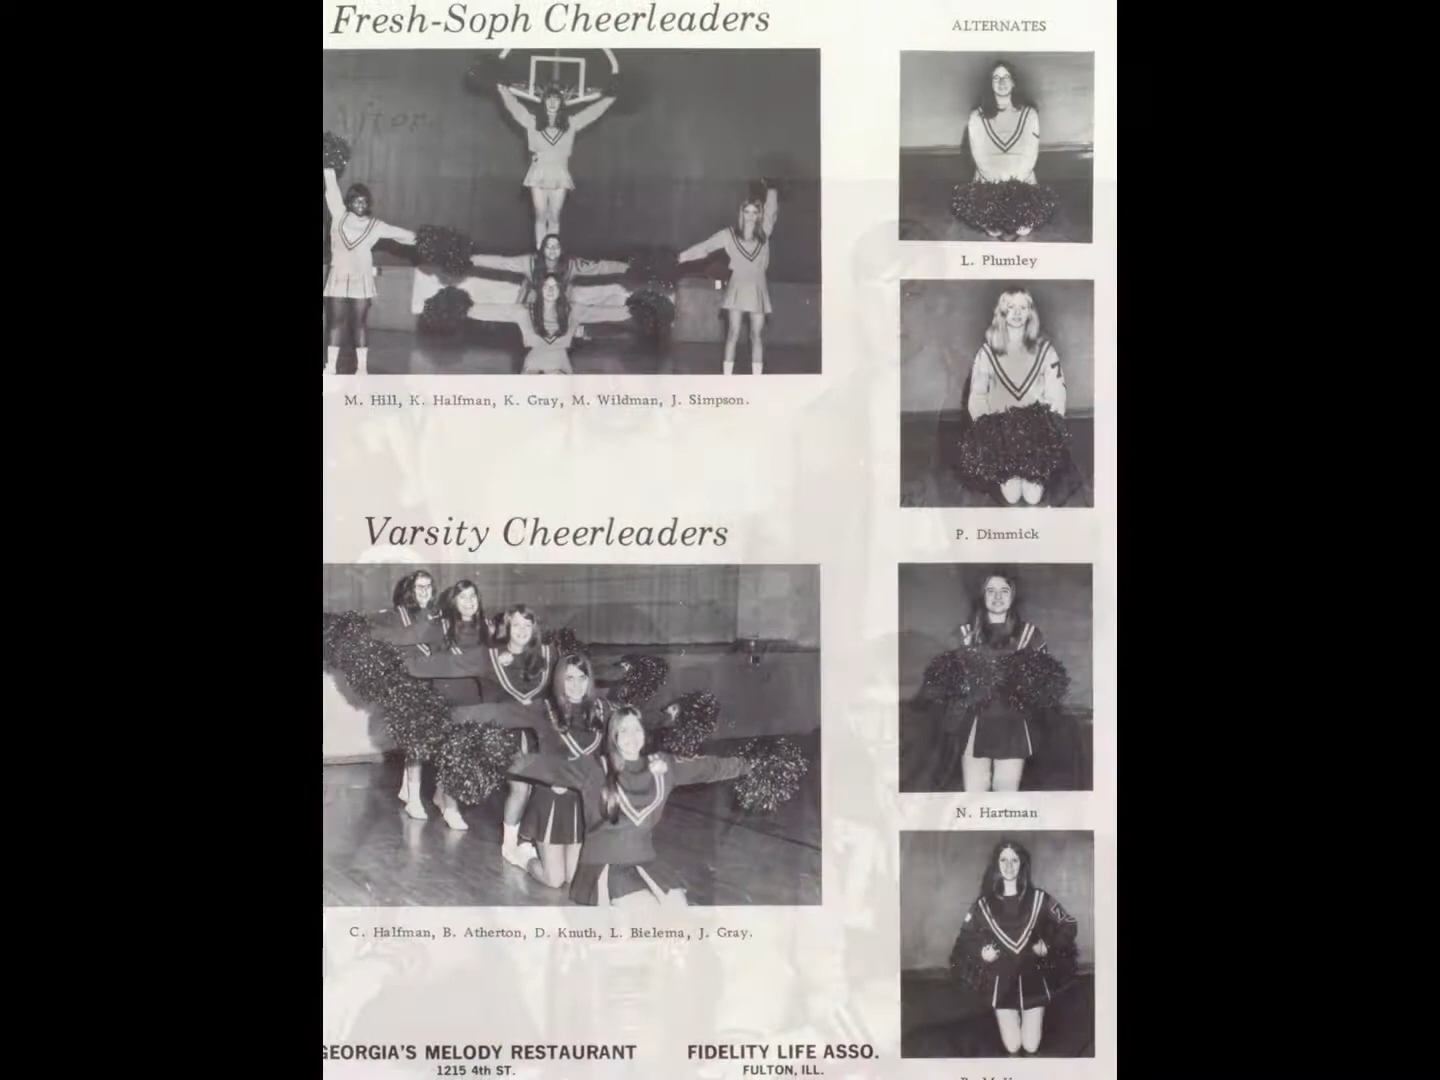 Fresh-Soph Cheerleaders
ALTERNATES
L. Plumley
M. Hill, K. Halfman, K. Gray, M. Wildman, J. Simpson.
P. Dimmick
Varsity Cheerleaders
N. Hartman
C. Halfman, B. Atherton, D. Knuth, L. Bielema, J. Gray.
GEORGIA'S MELODY RESTAURANT
1215 4th ST.
FIDELITY LIFE ASSO.
FULTON, ILL.